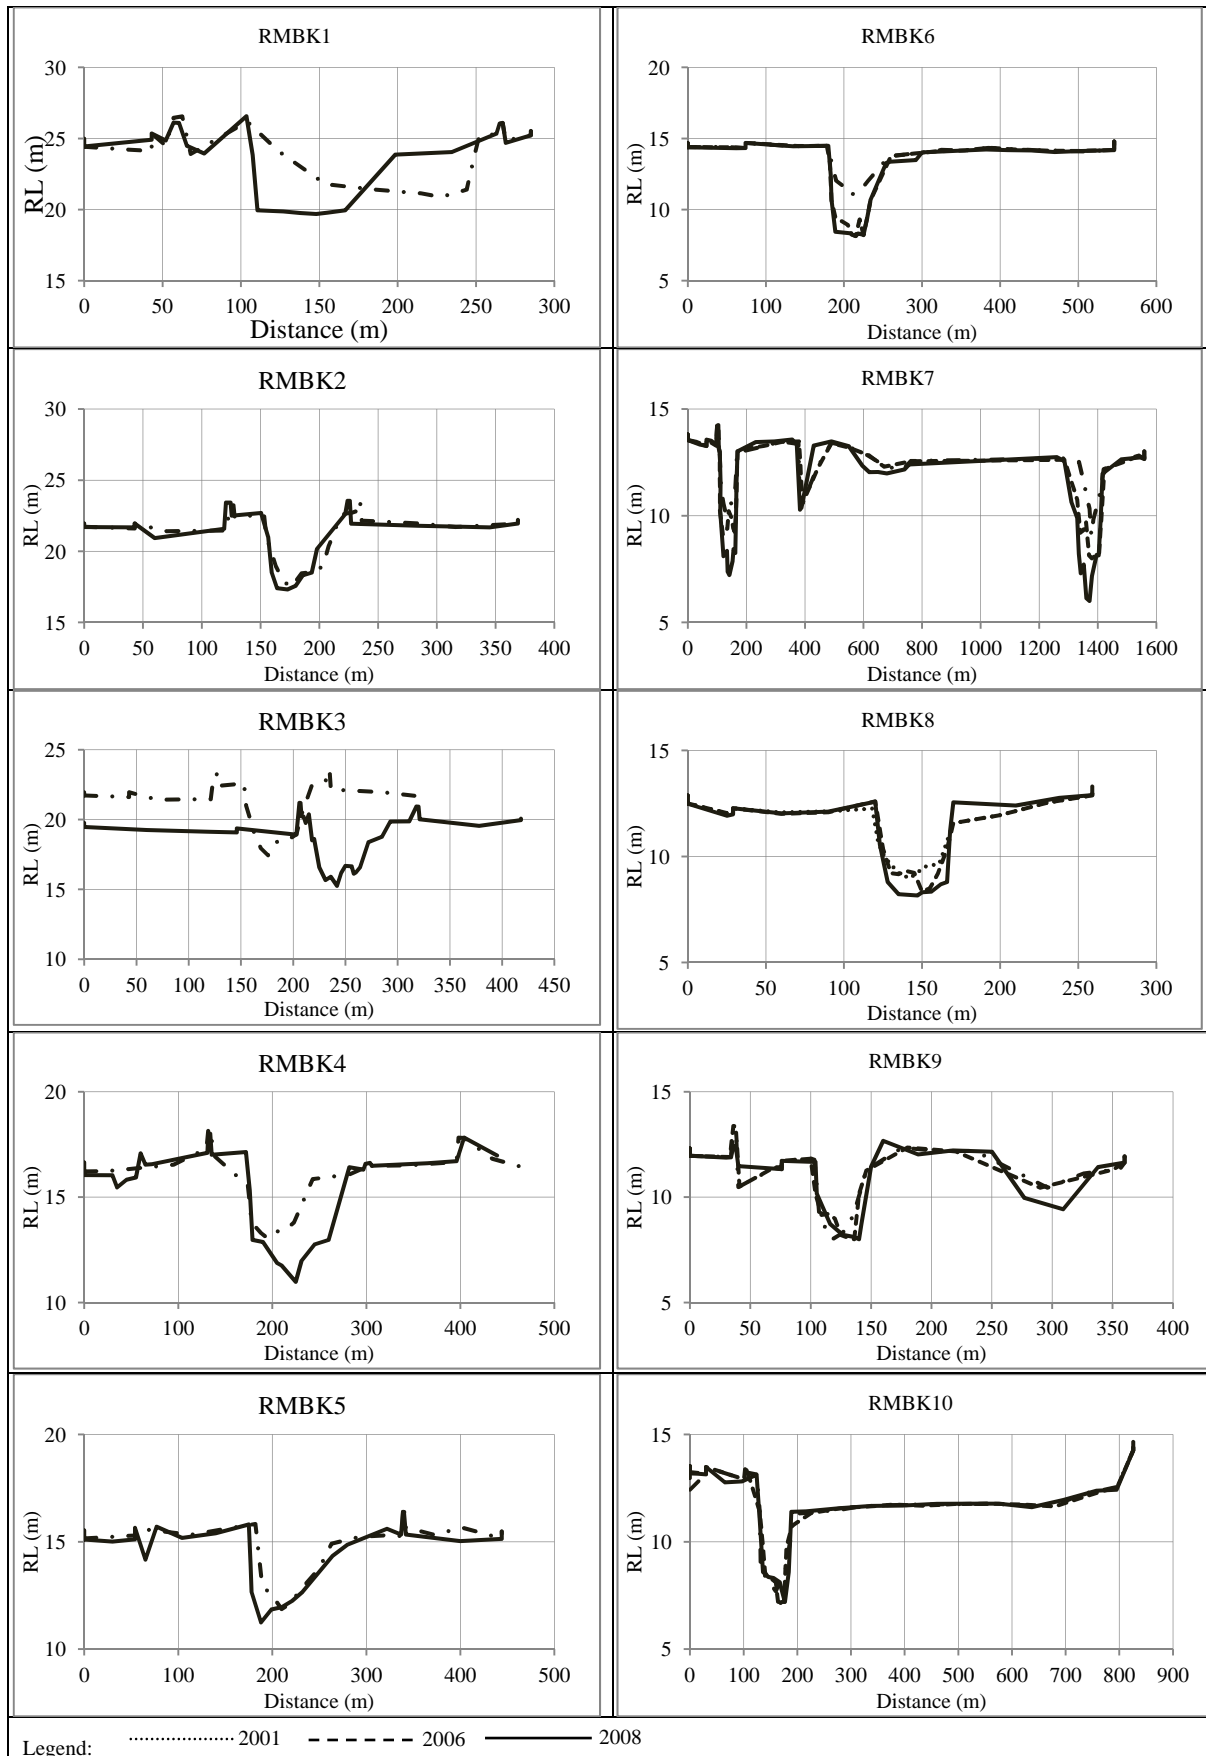 RMBK1
30
25
20
15
RL (m)
0 50 100 150 200 250 300
Distance (m)
RMBK6
20
15
10
5
RL (m)
0 100 200 300 400 500 600
Distance (m)
RMBK2
30
25
20
15
RL (m)
0 50 100 150 200 250 300 350 400
Distance (m)
RMBK7
15
10
5
RL (m)
0 200 400 600 800 1000 1200 1400 1600
Distance (m)
RMBK3
25
20
15
10
RL (m)
0 50 100 150 200 250 300 350 400 450
Distance (m)
RMBK8
15
10
5
RL (m)
0 50 100 150 200 250 300
Distance (m)
RMBK4
20
15
10
RL (m)
0 100 200 300 400 500
Distance (m)
RMBK9
15
10
5
RL (m)
0 50 100 150 200 250 300 350 400
Distance (m)
RMBK5
20
15
10
RL (m)
0 100 200 300 400 500
Distance (m)
RMBK10
15
10
5
RL (m)
0 100 200 300 400 500 600 700 800 900
Distance (m)
Legend: 2001 2006 2008